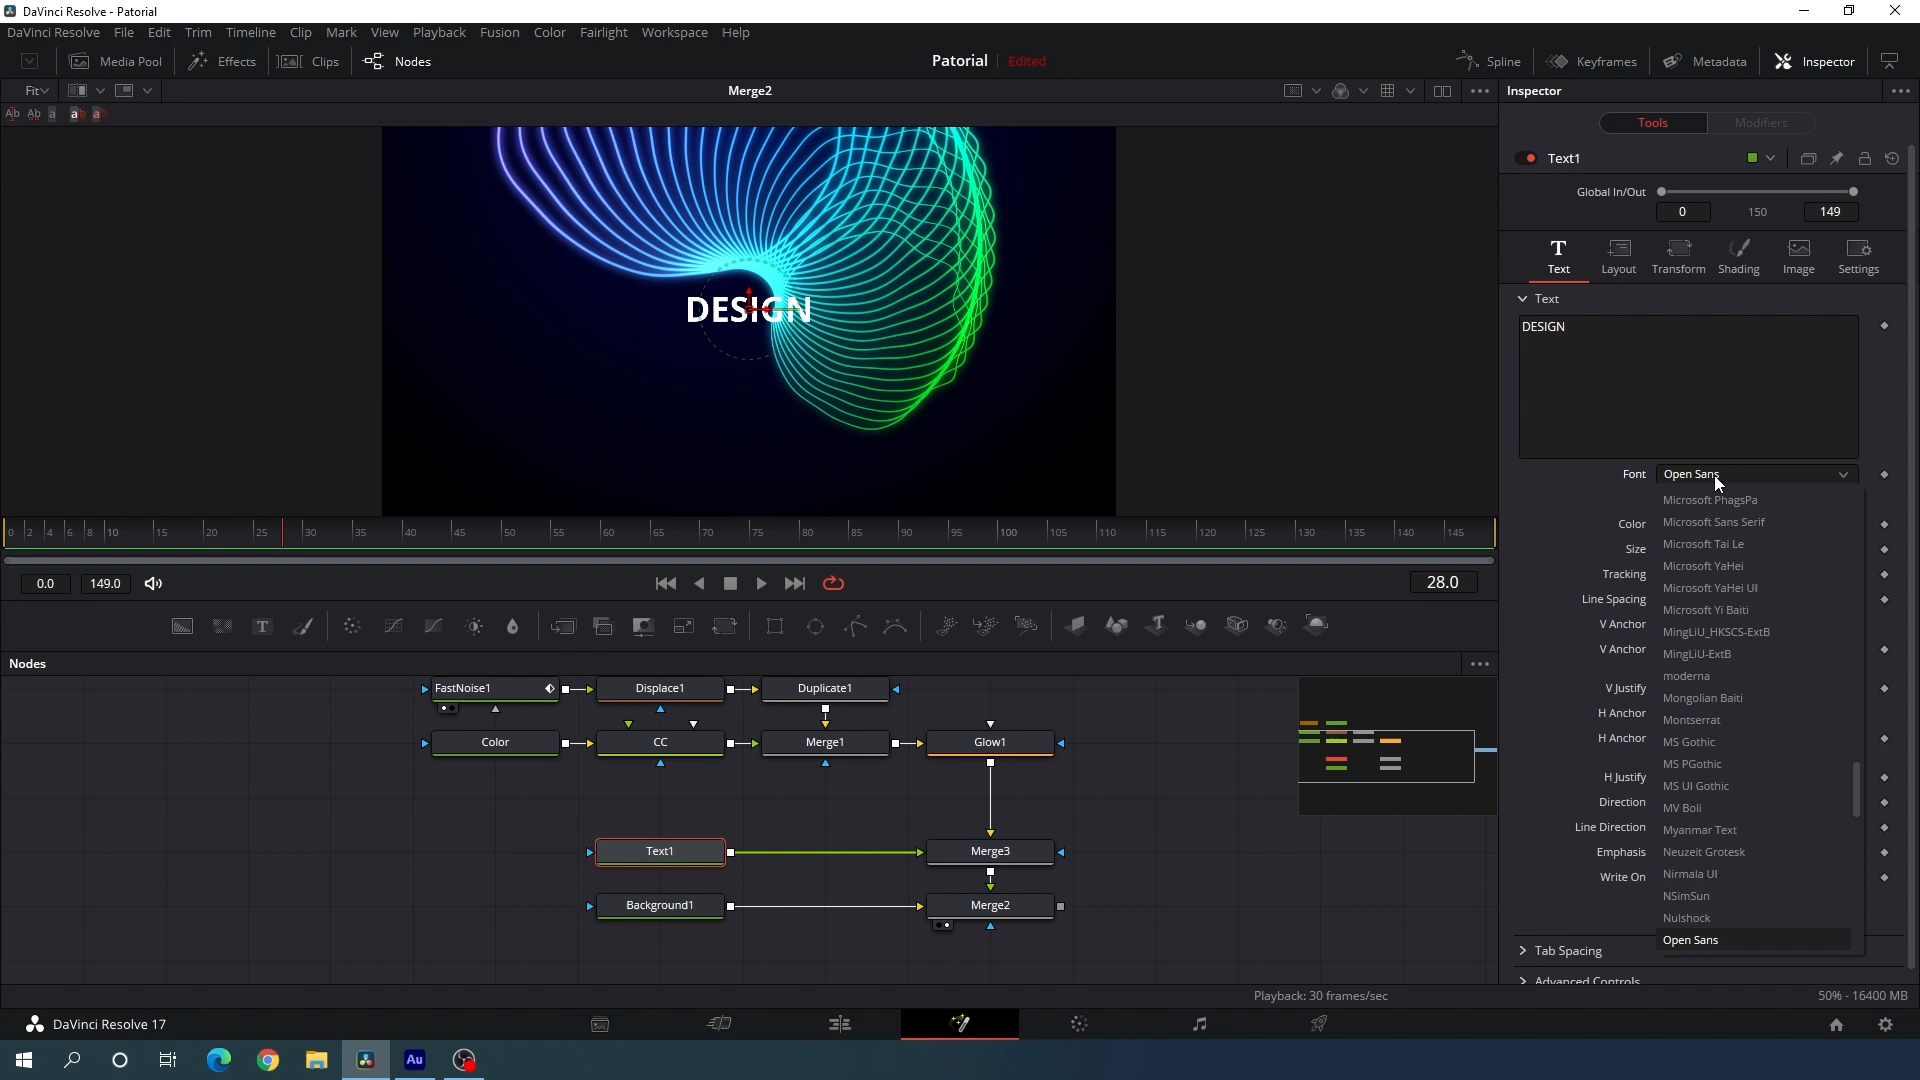 DaVinci Resolve - Patorial
DaVinci Resolve File Edit Trim Timeline Clip Mark View Playback Fusion Color Fairlight Workspace Help
Media Pool Effects Clips Nodes
Patorial Edited
Spline Keyframes Metadata Inspector
Fit
Merge2
Inspector
Ab Ab a a a
Tools Modifiers
Text1
Global In/Out
0 150 149
Text Layout Transform Shading Image Settings
Text
DESIGN
DESIGN
Font Open Sans
Microsoft PhagsPa
Color Microsoft Sans Serif
Size Microsoft Tai Le
Microsoft YaHei
Tracking
Microsoft YaHei UI
Line Spacing
Microsoft Yi Baiti
V Anchor
MingLiU_HKSCS-ExtB
V Anchor MingLiU-ExtB
moderna
V Justify
Mongolian Baiti
H Anchor Montserrat
H Anchor MS Gothic
MS PGothic
H Justify
MS UI Gothic
Direction
MV Boli
Line Direction Myanmar Text
Emphasis Neuzeit Grotesk
Write On Nirmala UI
NSimSun
Nulshock
Open Sans
Tab Spacing
Advanced Controls
0 2 4 6 8 10 15 20 25 30 35 40 45 50 55 60 65 70 75 80 85 90 95 100 105 110 115 120 125 130 135 140 145
0.0 149.0 28.0
Nodes
FastNoise1 Displace1 Duplicate1
Color CC Merge1 Glow1
Text1 Merge3
Background1 Merge2
Playback: 30 frames/sec
50% - 16400 MB
DaVinci Resolve 17
Au